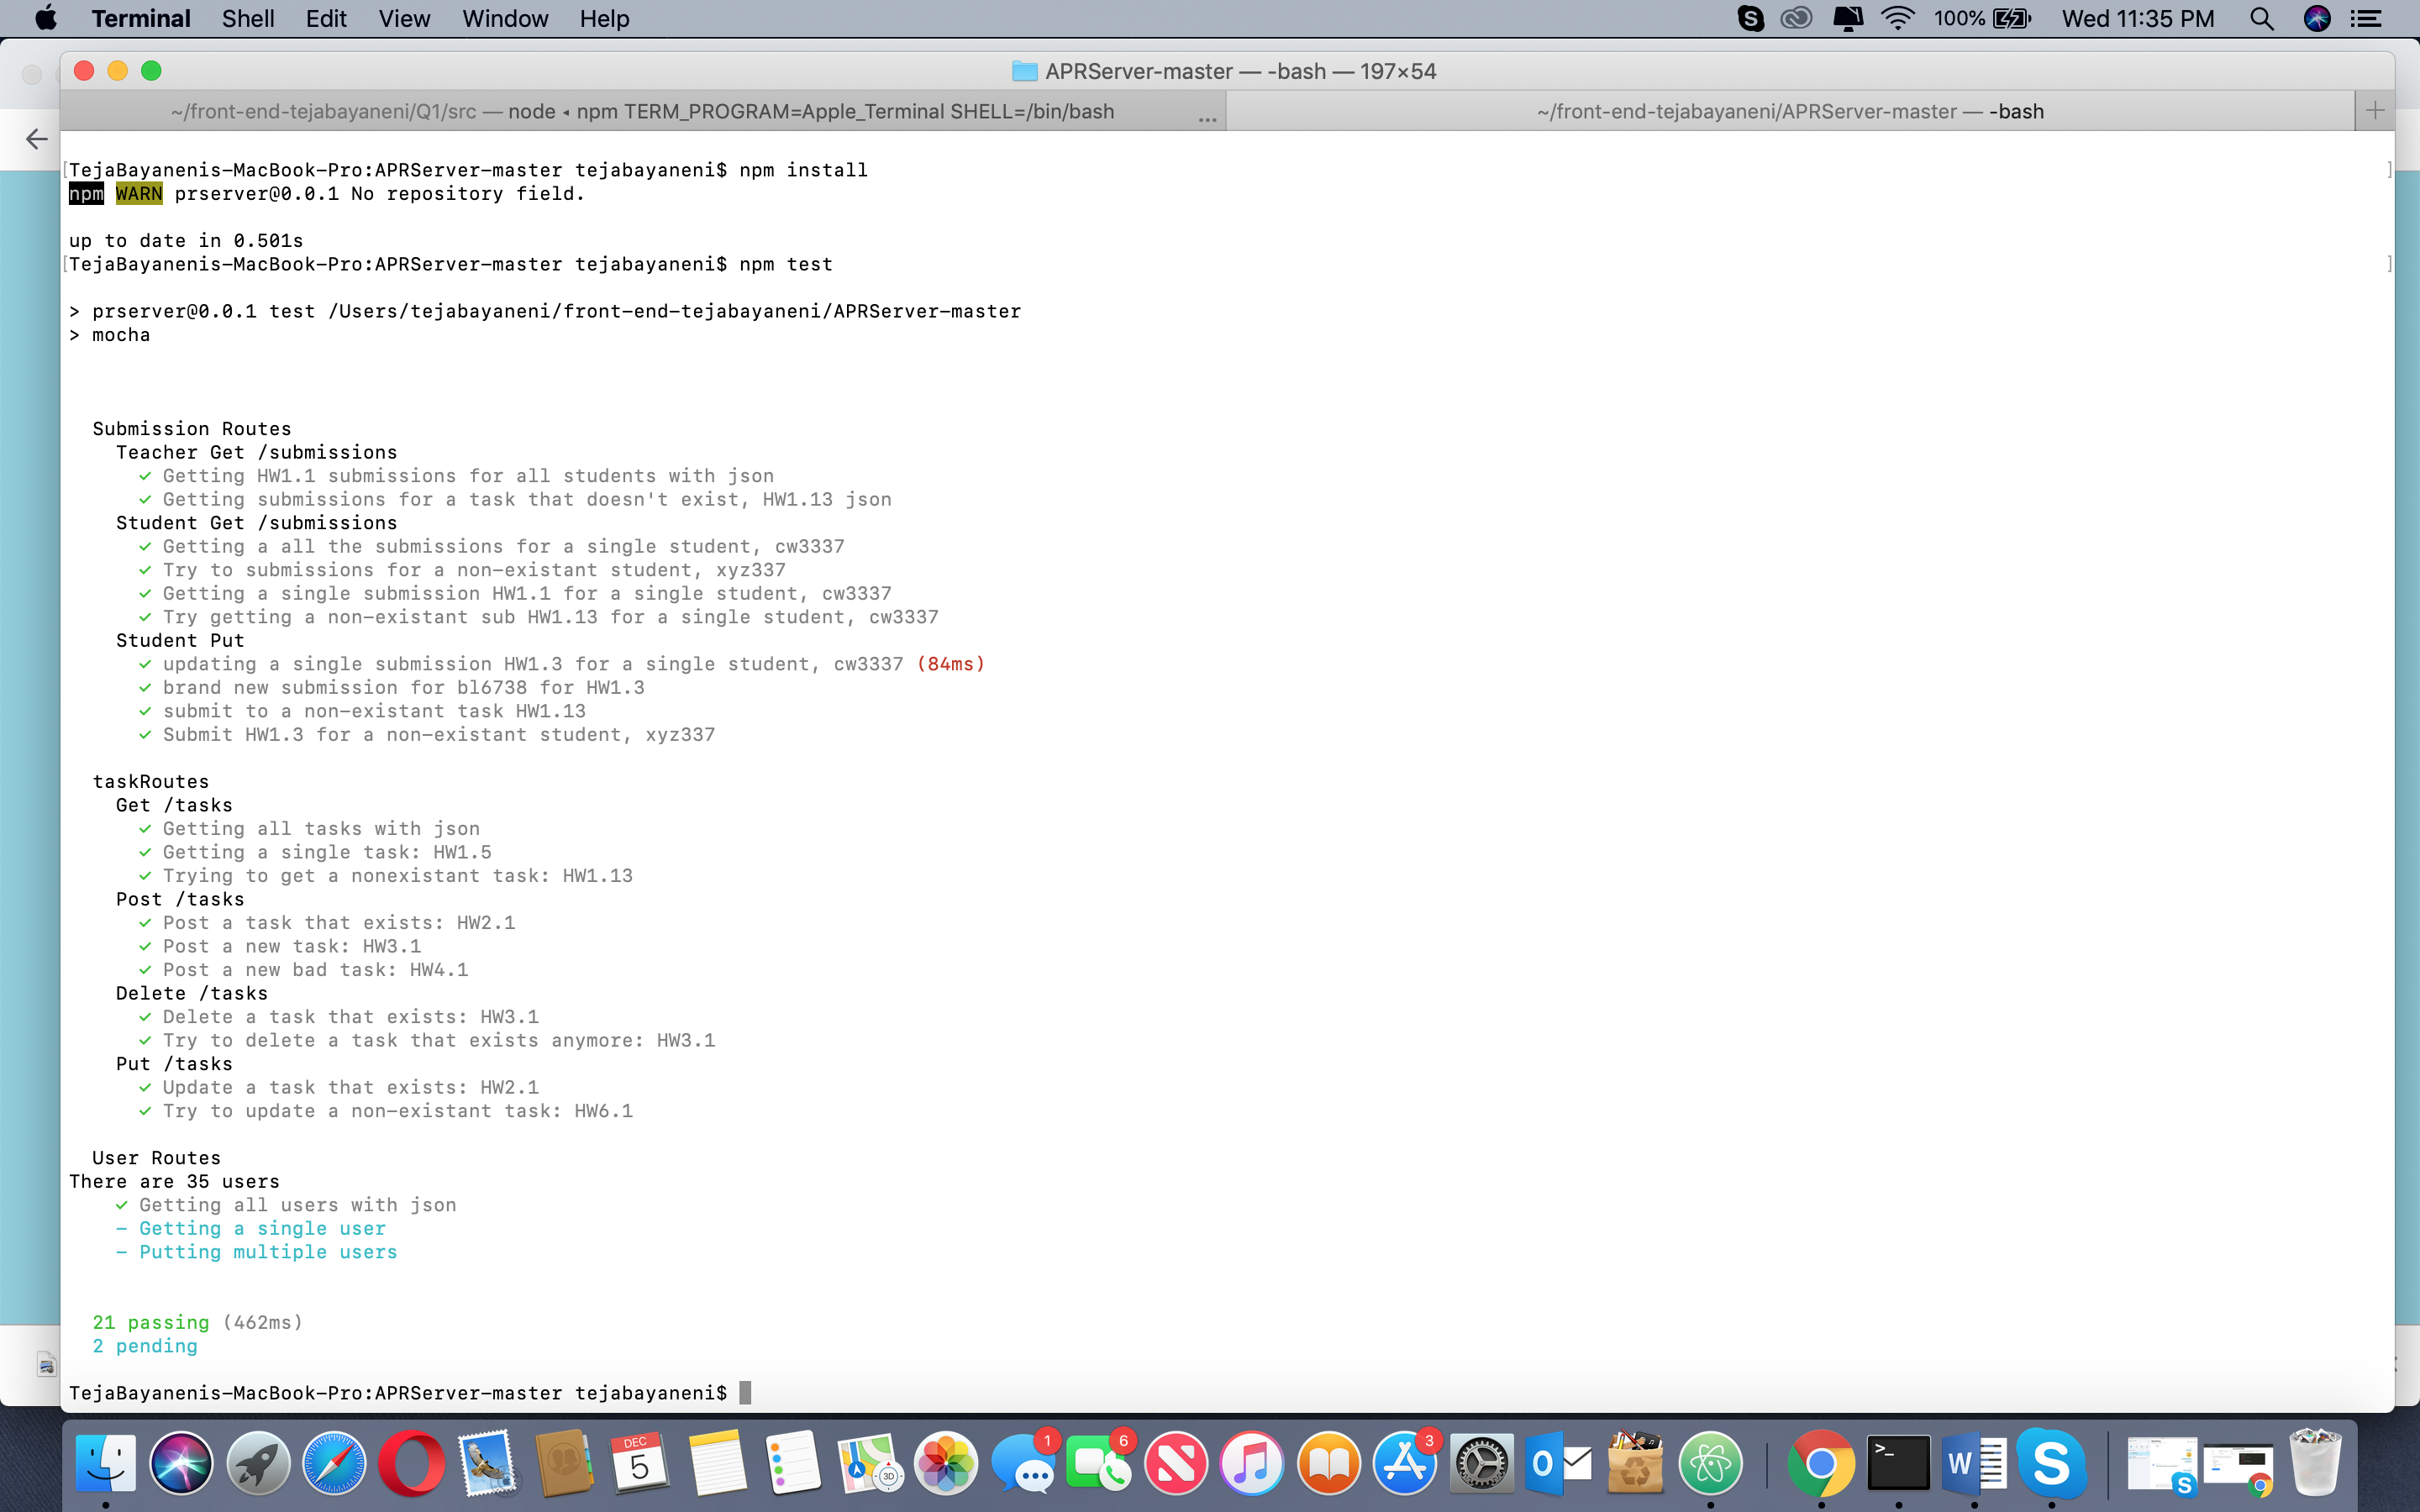 Terminal Shell Edit View Window Help 100% Wed 11:35 PM
APRServer-master — -bash — 197×54
~/front-end-tejabayaneni/Q1/src — node ◂ npm TERM_PROGRAM=Apple_Terminal SHELL=/bin/bash ... ~/front-end-tejabayaneni/APRServer-master — -bash
[TejaBayanenis-MacBook-Pro:APRServer-master tejabayaneni$ npm install ]
npm WARN prserver@0.0.1 No repository field.
up to date in 0.501s
[TejaBayanenis-MacBook-Pro:APRServer-master tejabayaneni$ npm test ]
> prserver@0.0.1 test /Users/tejabayaneni/front-end-tejabayaneni/APRServer-master
> mocha
Submission Routes
Teacher Get /submissions
✓ Getting HW1.1 submissions for all students with json
✓ Getting submissions for a task that doesn't exist, HW1.13 json
Student Get /submissions
✓ Getting a all the submissions for a single student, cw3337
✓ Try to submissions for a non-existant student, xyz337
✓ Getting a single submission HW1.1 for a single student, cw3337
✓ Try getting a non-existant sub HW1.13 for a single student, cw3337
Student Put
✓ updating a single submission HW1.3 for a single student, cw3337 (84ms)
✓ brand new submission for bl6738 for HW1.3
✓ submit to a non-existant task HW1.13
✓ Submit HW1.3 for a non-existant student, xyz337
taskRoutes
Get /tasks
✓ Getting all tasks with json
✓ Getting a single task: HW1.5
✓ Trying to get a nonexistant task: HW1.13
Post /tasks
✓ Post a task that exists: HW2.1
✓ Post a new task: HW3.1
✓ Post a new bad task: HW4.1
Delete /tasks
✓ Delete a task that exists: HW3.1
✓ Try to delete a task that exists anymore: HW3.1
Put /tasks
✓ Update a task that exists: HW2.1
✓ Try to update a non-existant task: HW6.1
User Routes
There are 35 users
✓ Getting all users with json
- Getting a single user
- Putting multiple users
21 passing (462ms)
2 pending
TejaBayanenis-MacBook-Pro:APRServer-master tejabayaneni$
DEC
5
3D
1
6
3